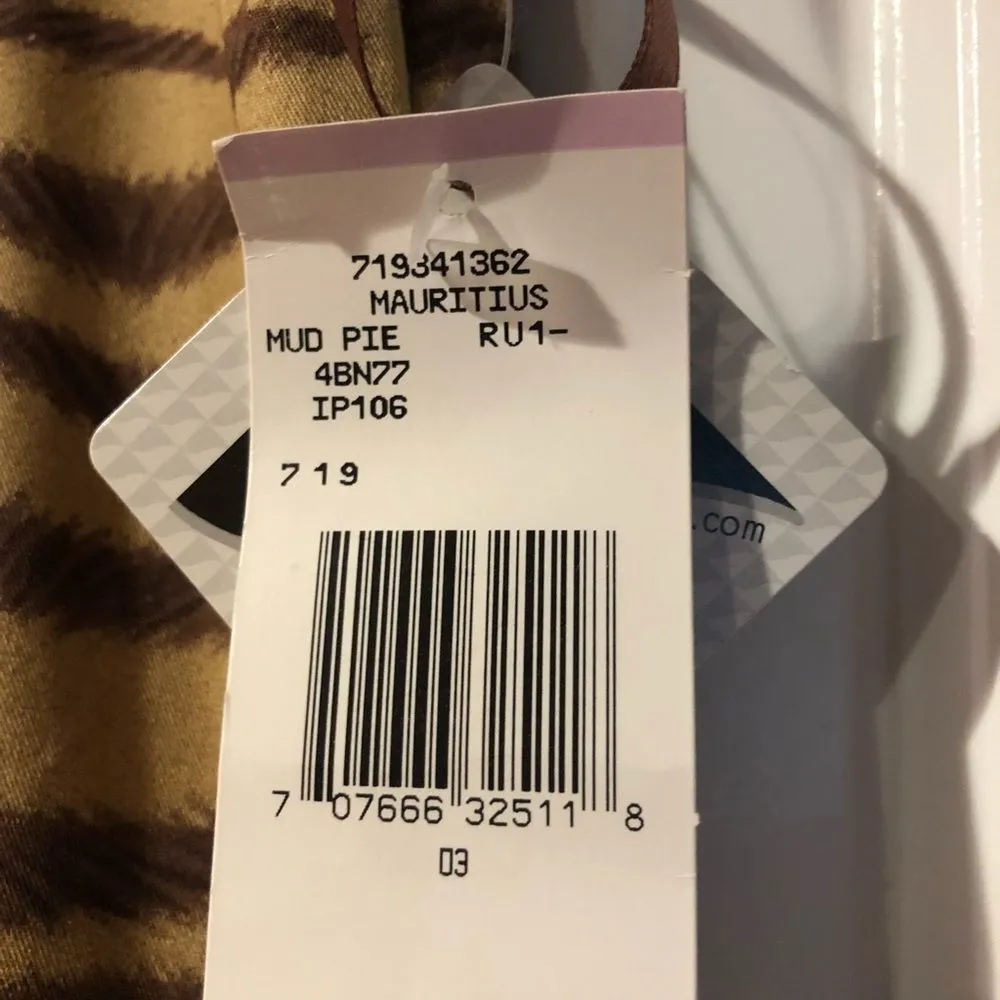 719341362
MAURITIUS
MUD PIE RU1-
4BN77
IP106
719
.com
7 07666 32511 8
03